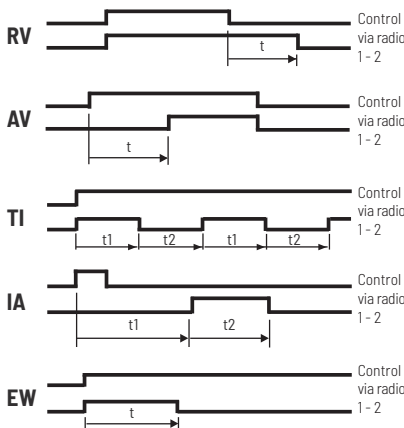 RV
Control
via radio
1 - 2
t
AV
Control
via radio
1 - 2
t
TI
Control
via radio
1 - 2
t1 t2 t1 t2
IA
Control
via radio
1 - 2
t1 t2
EW
Control
via radio
1 - 2
t